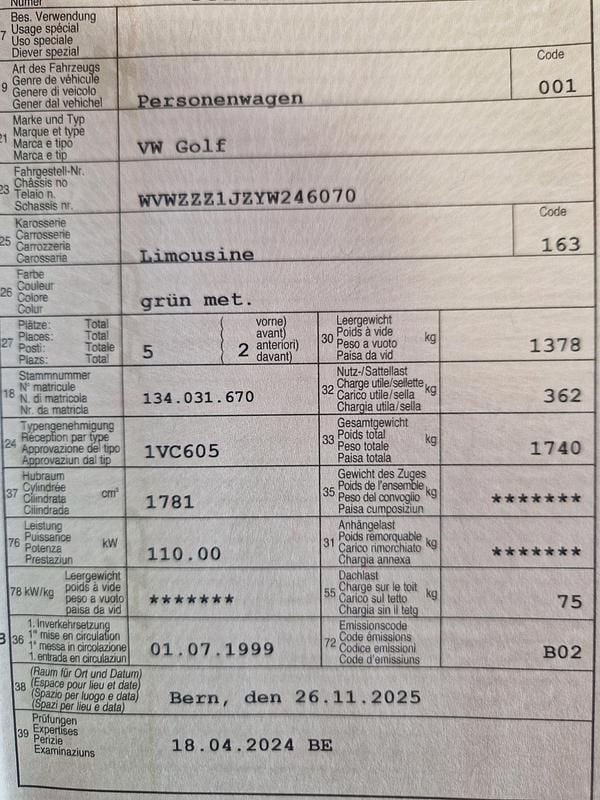 Numer
17 Bes. Verwendung
Usage spécial
Uso speciale
Diever spezial
19 Art des Fahrzeugs
Genre de véhicule
Genere di veicolo
Gener dal vehichel
Personenwagen
Code
001
21 Marke und Typ
Marque et type
Marca e tipo
Marca e tip
VW Golf
23 Fahrgestell-Nr.
Châssis no
Telaio n.
Schassis nr.
WVWZZZ1JZYW246070
25 Karosserie
Carrosserie
Carrozzeria
Carossaria
Limousine
Code
163
26 Farbe
Couleur
Colore
Colur
grün met.
27 Plätze: Total
Places: Total
Posti: Totale
Plazs: Total
5
( vorne)
avant)
2 anteriori)
( davant)
30 Leergewicht
Poids à vide kg
Peso a vuoto
Paisa da vid
1378
18 Stammnummer
N° matricule
N. di matricola
Nr. da matricla
134.031.670
32 Nutz-/Sattellast
Charge utile/sellette kg
Carico utile/sella
Chargia utila/sella
362
24 Typengenehmigung
Réception par type
Approvazione del tipo
Approvaziun dal tip
1VC605
33 Gesamtgewicht
Poids total kg
Peso totale
Paisa totala
1740
37 Hubraum
Cylindrée cm³
Cilindrata
Cilindrada
1781
35 Gewicht des Zuges
Poids de l'ensemble kg
Peso del convoglio
Paisa cumposiziun
*******
76 Leistung
Puissance kW
Potenza
Prestaziun
110.00
31 Anhängelast
Poids remorquable kg
Carico rimorchiato
Chargia annexa
*******
78 kW/kg Leergewicht
poids à vide
peso a vuoto
paisa da vid
*******
55 Dachlast
Charge sur le toit kg
Carico sul tetto
Chargia sin il tetg
75
36 1. Inverkehrsetzung
1re mise en circulation
1a messa in circolazione
1. entrada en circulaziun
01.07.1999
72 Emissionscode
Code émissions
Codice emissioni
Code d'emissiuns
B02
38 (Raum für Ort und Datum)
(Espace pour lieu et date)
(Spazio per luogo e data)
(Spazi per lieu e data)
Bern, den 26.11.2025
39 Prüfungen
Expertises
Perizie
Examinaziuns
18.04.2024 BE